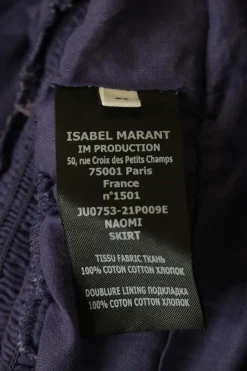 ISABEL MARANT
IM PRODUCTION
50, rue Croix des Petits Champs
75001 Paris
France
n°1501
JU0753-21P009E
NAOMI
SKIRT
TISSU FABRIC ТКАНЬ
100% COTON COTTON ХЛОПОК
DOUBLURE LINING ПОДКЛАДКА
100% COTON COTTON ХЛОПОК